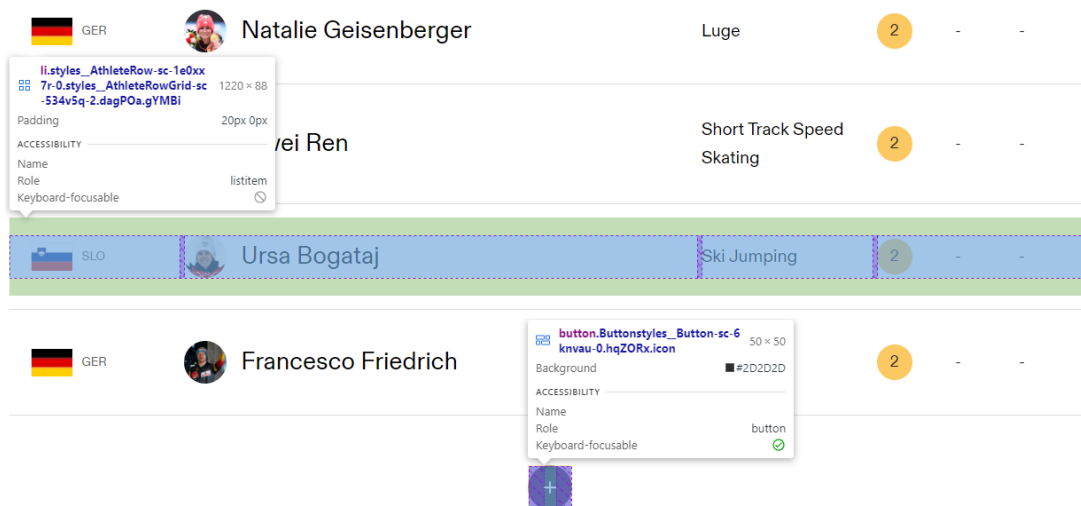 GER Natalie Geisenberger Luge 2 - -
li.styles__AthleteRow-sc-1e0xx
7r-0.styles__AthleteRowGrid-sc
-534v5q-2.dagPOa.gYMBi
1220 × 88
Padding 20px 0px
ACCESSIBILITY
Name
Role listitem
Keyboard-focusable
Ren
Short Track Speed
Skating
2 - -
SLO Ursa Bogataj Ski Jumping 2 - -
GER Francesco Friedrich 2 - -
button.Buttonstyles__Button-sc-6
knvau-0.hqZORx.icon
50 × 50
Background #2D2D2D
ACCESSIBILITY
Name
Role button
Keyboard-focusable
+